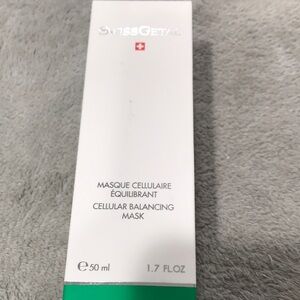 SWISSGETAL
MASQUE CELLULAIRE
ÉQUILIBRANT
CELLULAR BALANCING
MASK
℮50 ml 1.7 FL.OZ